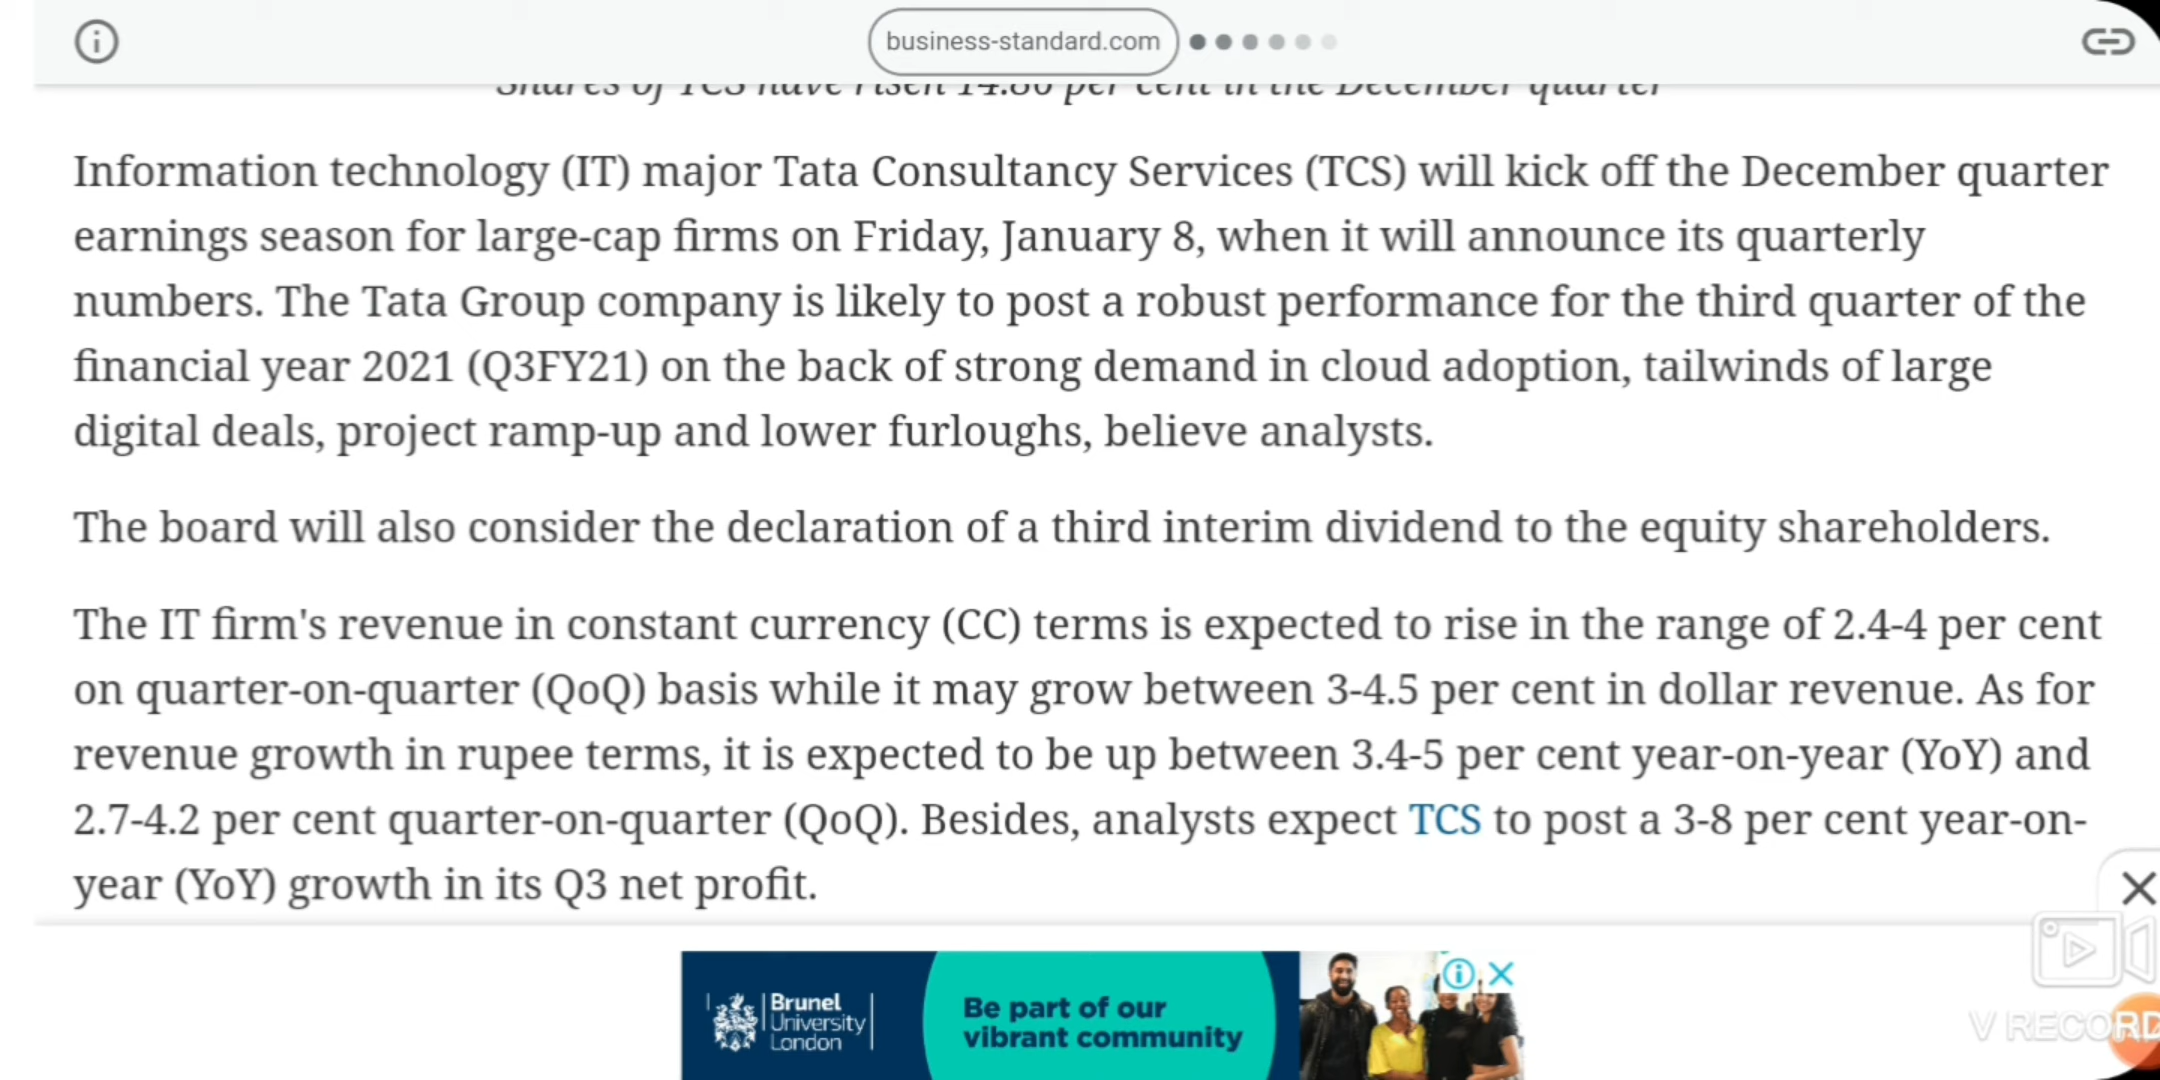 business-standard.com
Shares of TCS have risen 14.86 per cent in the December quarter
Information technology (IT) major Tata Consultancy Services (TCS) will kick off the December quarter
earnings season for large-cap firms on Friday, January 8, when it will announce its quarterly
numbers. The Tata Group company is likely to post a robust performance for the third quarter of the
financial year 2021 (Q3FY21) on the back of strong demand in cloud adoption, tailwinds of large
digital deals, project ramp-up and lower furloughs, believe analysts.
The board will also consider the declaration of a third interim dividend to the equity shareholders.
The IT firm's revenue in constant currency (CC) terms is expected to rise in the range of 2.4-4 per cent
on quarter-on-quarter (QoQ) basis while it may grow between 3-4.5 per cent in dollar revenue. As for
revenue growth in rupee terms, it is expected to be up between 3.4-5 per cent year-on-year (YoY) and
2.7-4.2 per cent quarter-on-quarter (QoQ). Besides, analysts expect TCS to post a 3-8 per cent year-on-
year (YoY) growth in its Q3 net profit.
Brunel
University
London
Be part of our
vibrant community
V RECORD